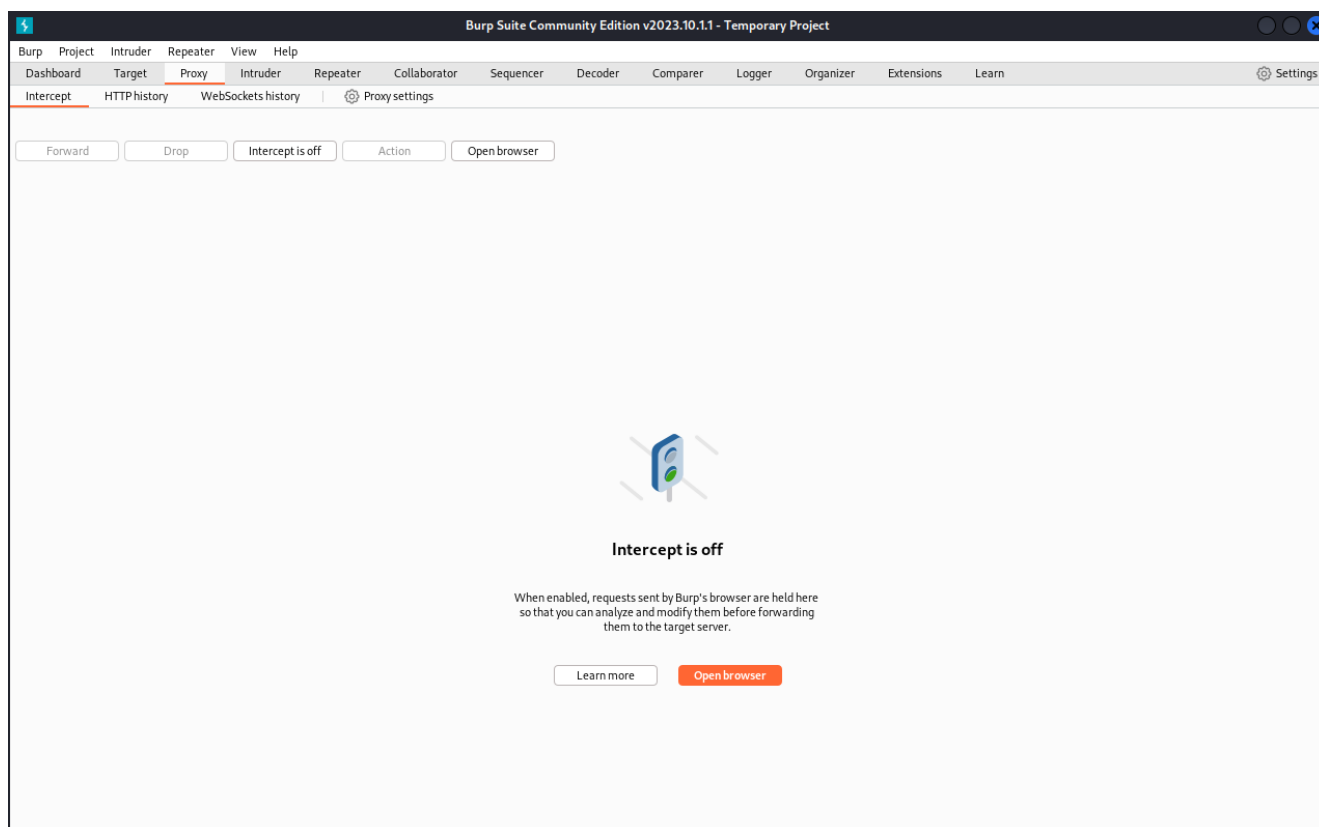 Burp Suite Community Edition v2023.10.1.1 - Temporary Project
Burp Project Intruder Repeater View Help
Dashboard Target Proxy Intruder Repeater Collaborator Sequencer Decoder Comparer Logger Organizer Extensions Learn Settings
Intercept HTTP history WebSockets history Proxy settings
Forward Drop Intercept is off Action Open browser
Intercept is off
When enabled, requests sent by Burp's browser are held here
so that you can analyze and modify them before forwarding
them to the target server.
Learn more Open browser